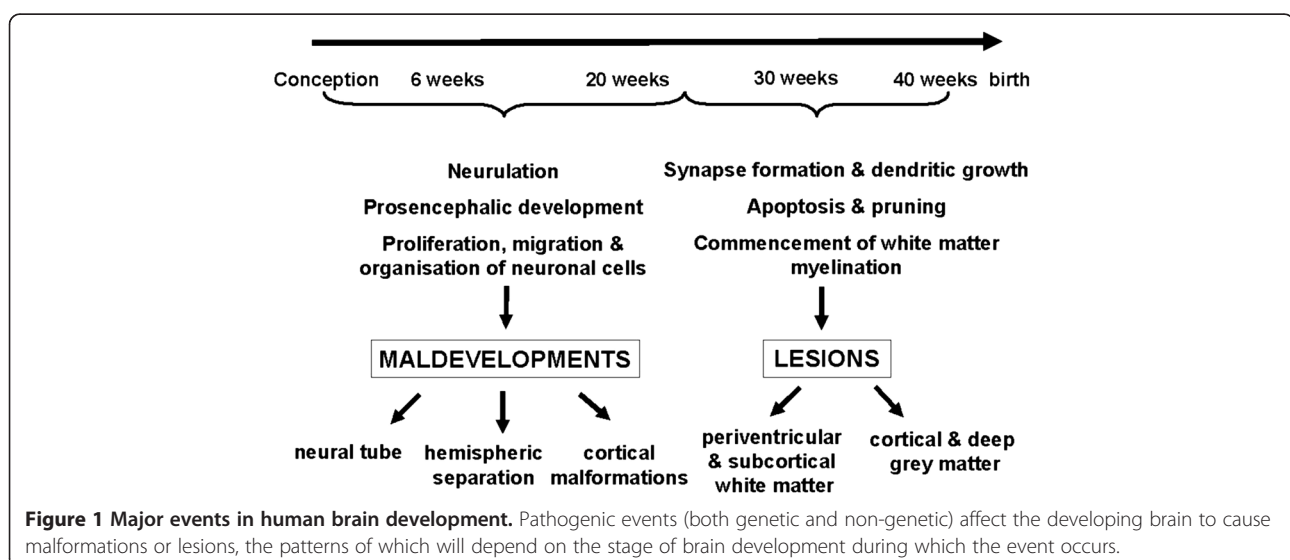 Conception 6 weeks 20 weeks 30 weeks 40 weeks birth
Neurulation
Prosencephalic development
Proliferation, migration &
organisation of neuronal cells
Synapse formation & dendritic growth
Apoptosis & pruning
Commencement of white matter
myelination
MALDEVELOPMENTS
neural tube
hemispheric
separation
cortical
malformations
LESIONS
periventricular
& subcortical
white matter
cortical & deep
grey matter
Figure 1 Major events in human brain development. Pathogenic events (both genetic and non-genetic) affect the developing brain to cause
malformations or lesions, the patterns of which will depend on the stage of brain development during which the event occurs.